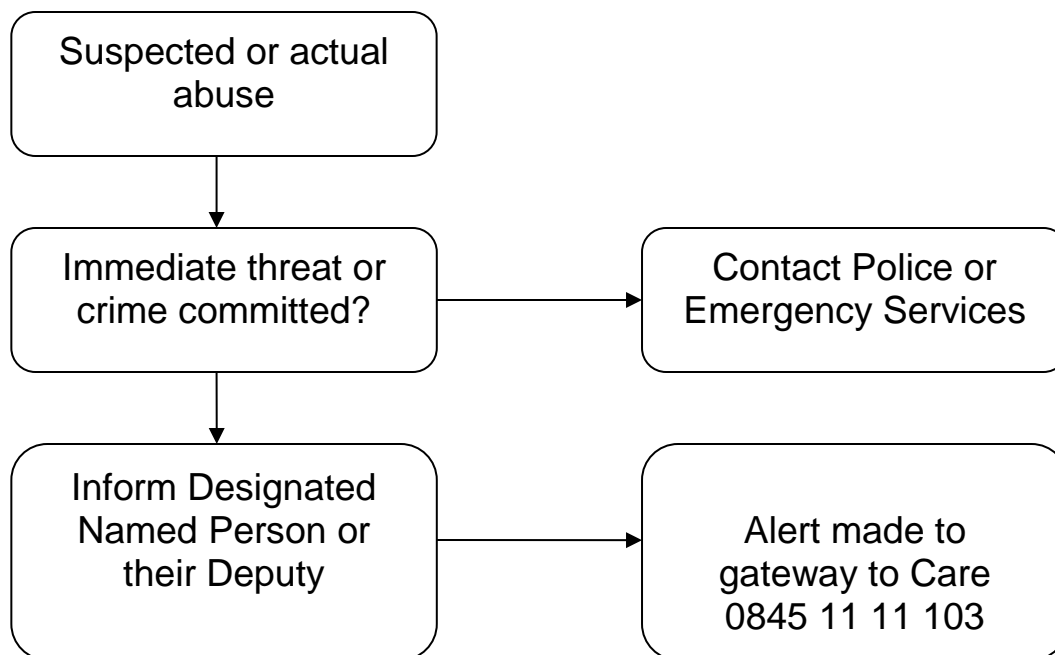 Suspected or actual
abuse
Immediate threat or
crime committed?
Contact Police or
Emergency Services
Inform Designated
Named Person or
their Deputy
Alert made to
gateway to Care
0845 11 11 103